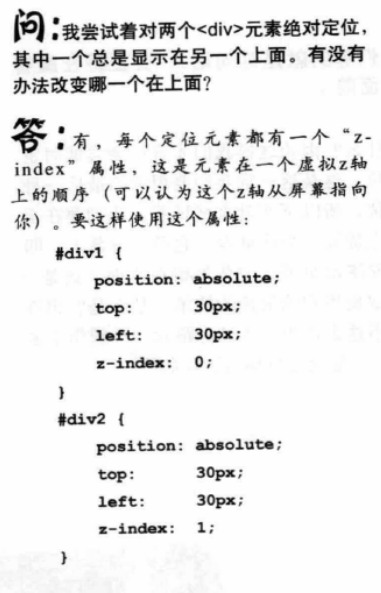 问：我尝试着对两个<div>元素绝对定位，
其中一个总是显示在另一个上面。有没有
办法改变哪一个在上面？
答：有，每个定位元素都有一个“z-
index”属性，这是元素在一个虚拟z轴
上的顺序（可以认为这个z轴从屏幕指向
你）。要这样使用这个属性：
#div1 {
    position: absolute;
    top:      30px;
    left:     30px;
    z-index:  0;
}
#div2 {
    position: absolute;
    top:      30px;
    left:     30px;
    z-index:  1;
}